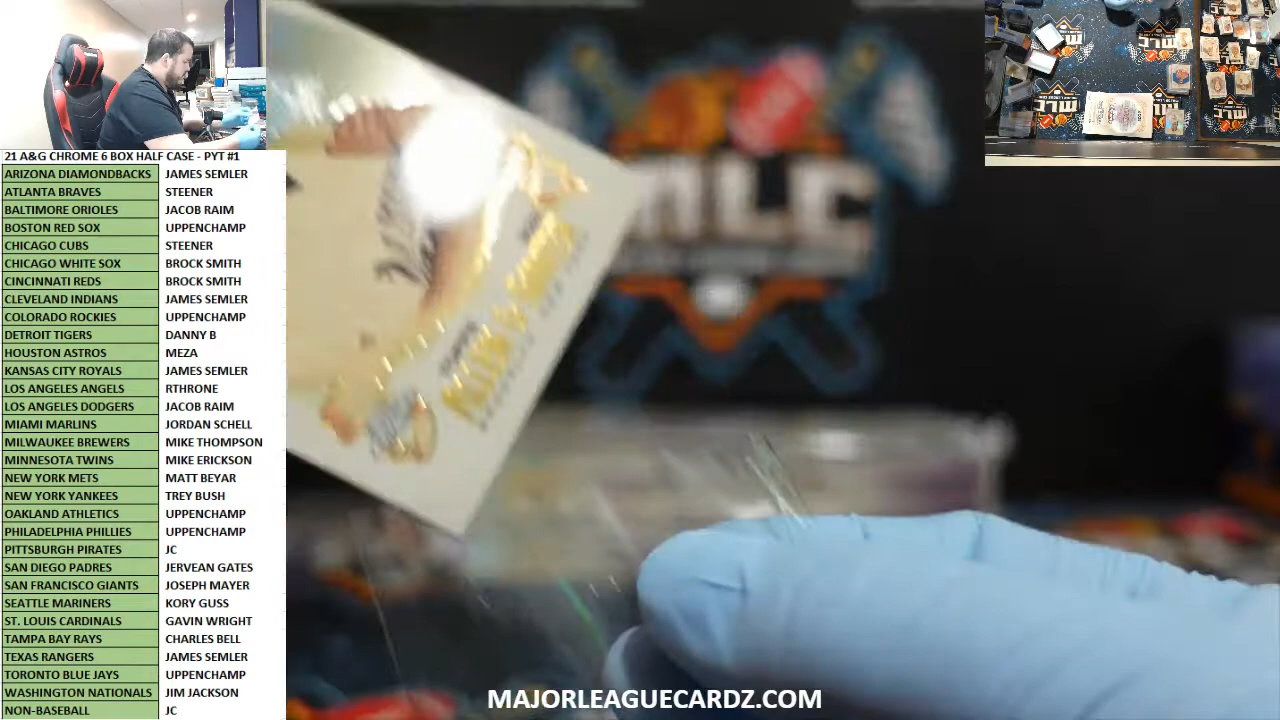 21 A&G CHROME 6 BOX HALF CASE - PYT #1
ARIZONA DIAMONDBACKS JAMES SEMLER
ATLANTA BRAVES STEENER
BALTIMORE ORIOLES JACOB RAIM
BOSTON RED SOX UPPENCHAMP
CHICAGO CUBS STEENER
CHICAGO WHITE SOX BROCK SMITH
CINCINNATI REDS BROCK SMITH
CLEVELAND INDIANS JAMES SEMLER
COLORADO ROCKIES UPPENCHAMP
DETROIT TIGERS DANNY B
HOUSTON ASTROS MEZA
KANSAS CITY ROYALS JAMES SEMLER
LOS ANGELES ANGELS RTHRONE
LOS ANGELES DODGERS JACOB RAIM
MIAMI MARLINS JORDAN SCHELL
MILWAUKEE BREWERS MIKE THOMPSON
MINNESOTA TWINS MIKE ERICKSON
NEW YORK METS MATT BEYAR
NEW YORK YANKEES TREY BUSH
OAKLAND ATHLETICS UPPENCHAMP
PHILADELPHIA PHILLIES UPPENCHAMP
PITTSBURGH PIRATES JC
SAN DIEGO PADRES JERVEAN GATES
SAN FRANCISCO GIANTS JOSEPH MAYER
SEATTLE MARINERS KORY GUSS
ST. LOUIS CARDINALS GAVIN WRIGHT
TAMPA BAY RAYS CHARLES BELL
TEXAS RANGERS JAMES SEMLER
TORONTO BLUE JAYS UPPENCHAMP
WASHINGTON NATIONALS JIM JACKSON
NON-BASEBALL JC
MLC
MAJORLEAGUECARDZ.COM